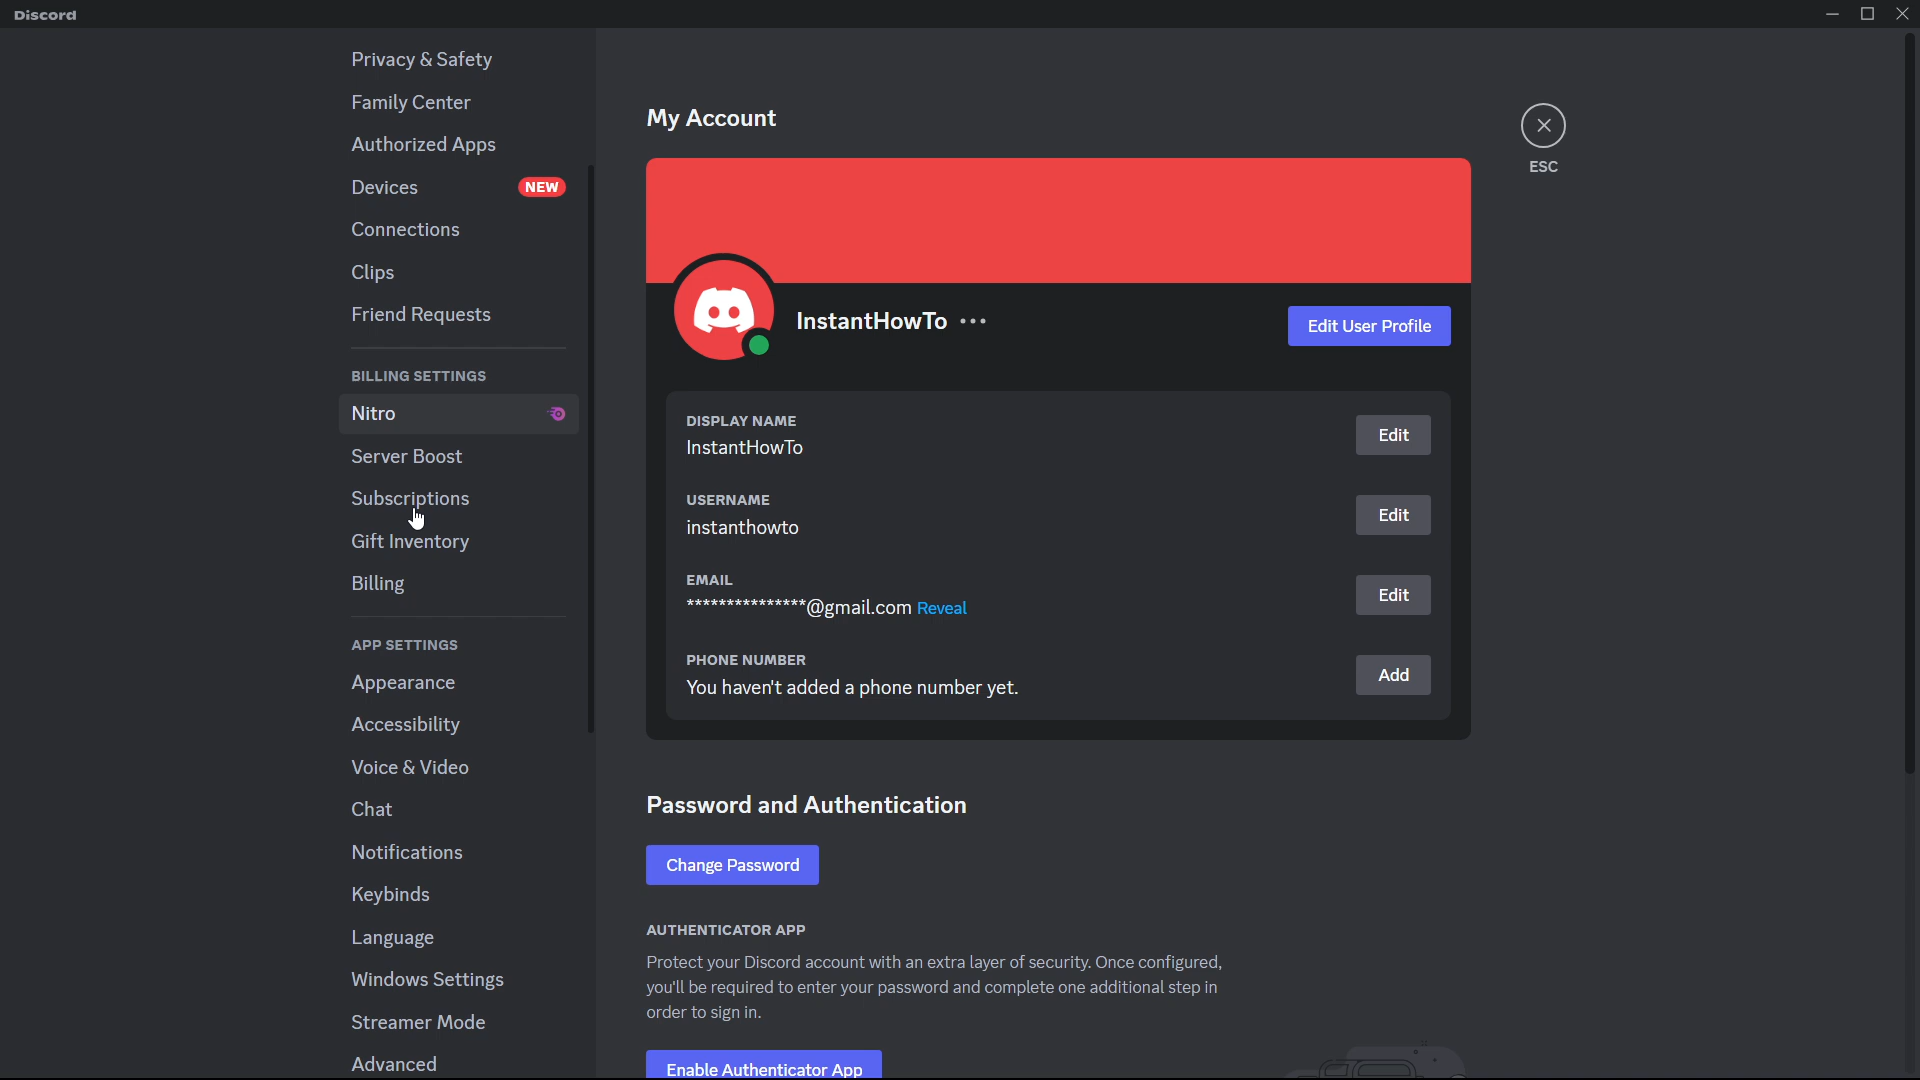 Discord
Privacy & Safety
Family Center
Authorized Apps
Devices
NEW
Connections
Clips
Friend Requests
BILLING SETTINGS
Nitro
Server Boost
Subscriptions
Gift Inventory
Billing
APP SETTINGS
Appearance
Accessibility
Voice & Video
Chat
Notifications
Keybinds
Language
Windows Settings
Streamer Mode
Advanced
My Account
ESC
InstantHowTo
Edit User Profile
DISPLAY NAME
InstantHowTo
Edit
USERNAME
instanthowto
Edit
EMAIL
***************@gmail.com Reveal
Edit
PHONE NUMBER
You haven't added a phone number yet.
Add
Password and Authentication
Change Password
AUTHENTICATOR APP
Protect your Discord account with an extra layer of security. Once configured,
you'll be required to enter your password and complete one additional step in
order to sign in.
Enable Authenticator App